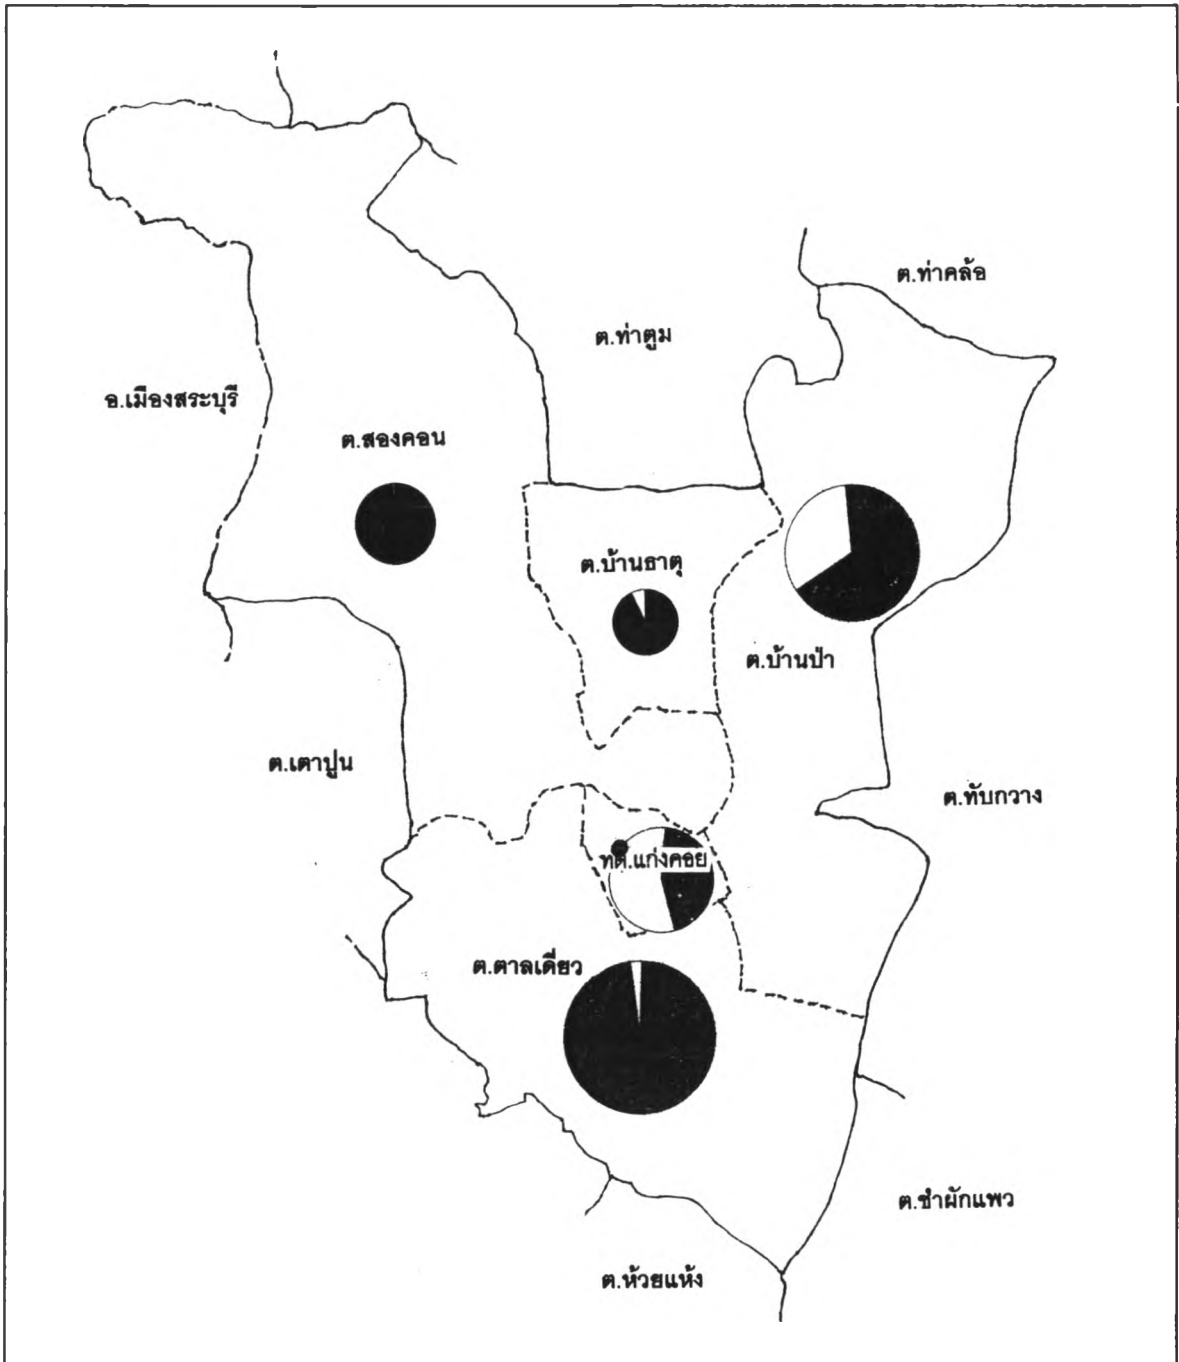 ต.ท่าคล้อ
ต.ท่าตูม
อ.เมืองสระบุรี
ต.สองคอน
ต.บ้านธาตุ
ต.บ้านป่า
ต.เตาปูน
ต.ทับกวาง
ทต.แก่งคอย
ต.ตาลเดี่ยว
ต.ชำผักแพว
ต.ห้วยแห้ง